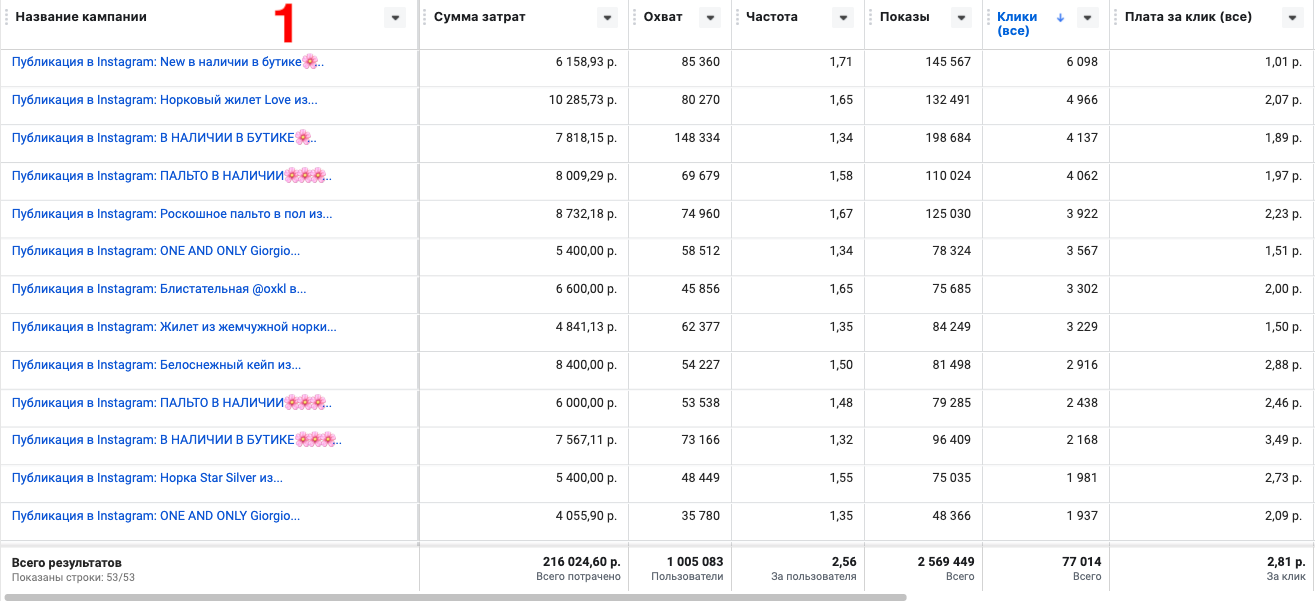 1
Название кампании Сумма затрат Охват Частота Показы Клики (все) ↓ Плата за клик (все)
Публикация в Instagram: New в наличии в бутике🌸... 6 158,93 р. 85 360 1,71 145 567 6 098 1,01 р.
Публикация в Instagram: Норковый жилет Love из... 10 285,73 р. 80 270 1,65 132 491 4 966 2,07 р.
Публикация в Instagram: В НАЛИЧИИ В БУТИКЕ🌸... 7 818,15 р. 148 334 1,34 198 684 4 137 1,89 р.
Публикация в Instagram: ПАЛЬТО В НАЛИЧИИ🌸🌸🌸... 8 009,29 р. 69 679 1,58 110 024 4 062 1,97 р.
Публикация в Instagram: Роскошное пальто в пол из... 8 732,18 р. 74 960 1,67 125 030 3 922 2,23 р.
Публикация в Instagram: ONE AND ONLY Giorgio... 5 400,00 р. 58 512 1,34 78 324 3 567 1,51 р.
Публикация в Instagram: Блистательная @oxkl в... 6 600,00 р. 45 856 1,65 75 685 3 302 2,00 р.
Публикация в Instagram: Жилет из жемчужной норки... 4 841,13 р. 62 377 1,35 84 249 3 229 1,50 р.
Публикация в Instagram: Белоснежный кейп из... 8 400,00 р. 54 227 1,50 81 498 2 916 2,88 р.
Публикация в Instagram: ПАЛЬТО В НАЛИЧИИ🌸🌸🌸... 6 000,00 р. 53 538 1,48 79 285 2 438 2,46 р.
Публикация в Instagram: В НАЛИЧИИ В БУТИКЕ🌸🌸🌸... 7 567,11 р. 73 166 1,32 96 409 2 168 3,49 р.
Публикация в Instagram: Норка Star Silver из... 5 400,00 р. 48 449 1,55 75 035 1 981 2,73 р.
Публикация в Instagram: ONE AND ONLY Giorgio... 4 055,90 р. 35 780 1,35 48 366 1 937 2,09 р.
Всего результатов 216 024,60 р. 1 005 083 2,56 2 569 449 77 014 2,81 р.
Показаны строки: 53/53 Всего потрачено Пользователи За пользователя Всего Всего За клик